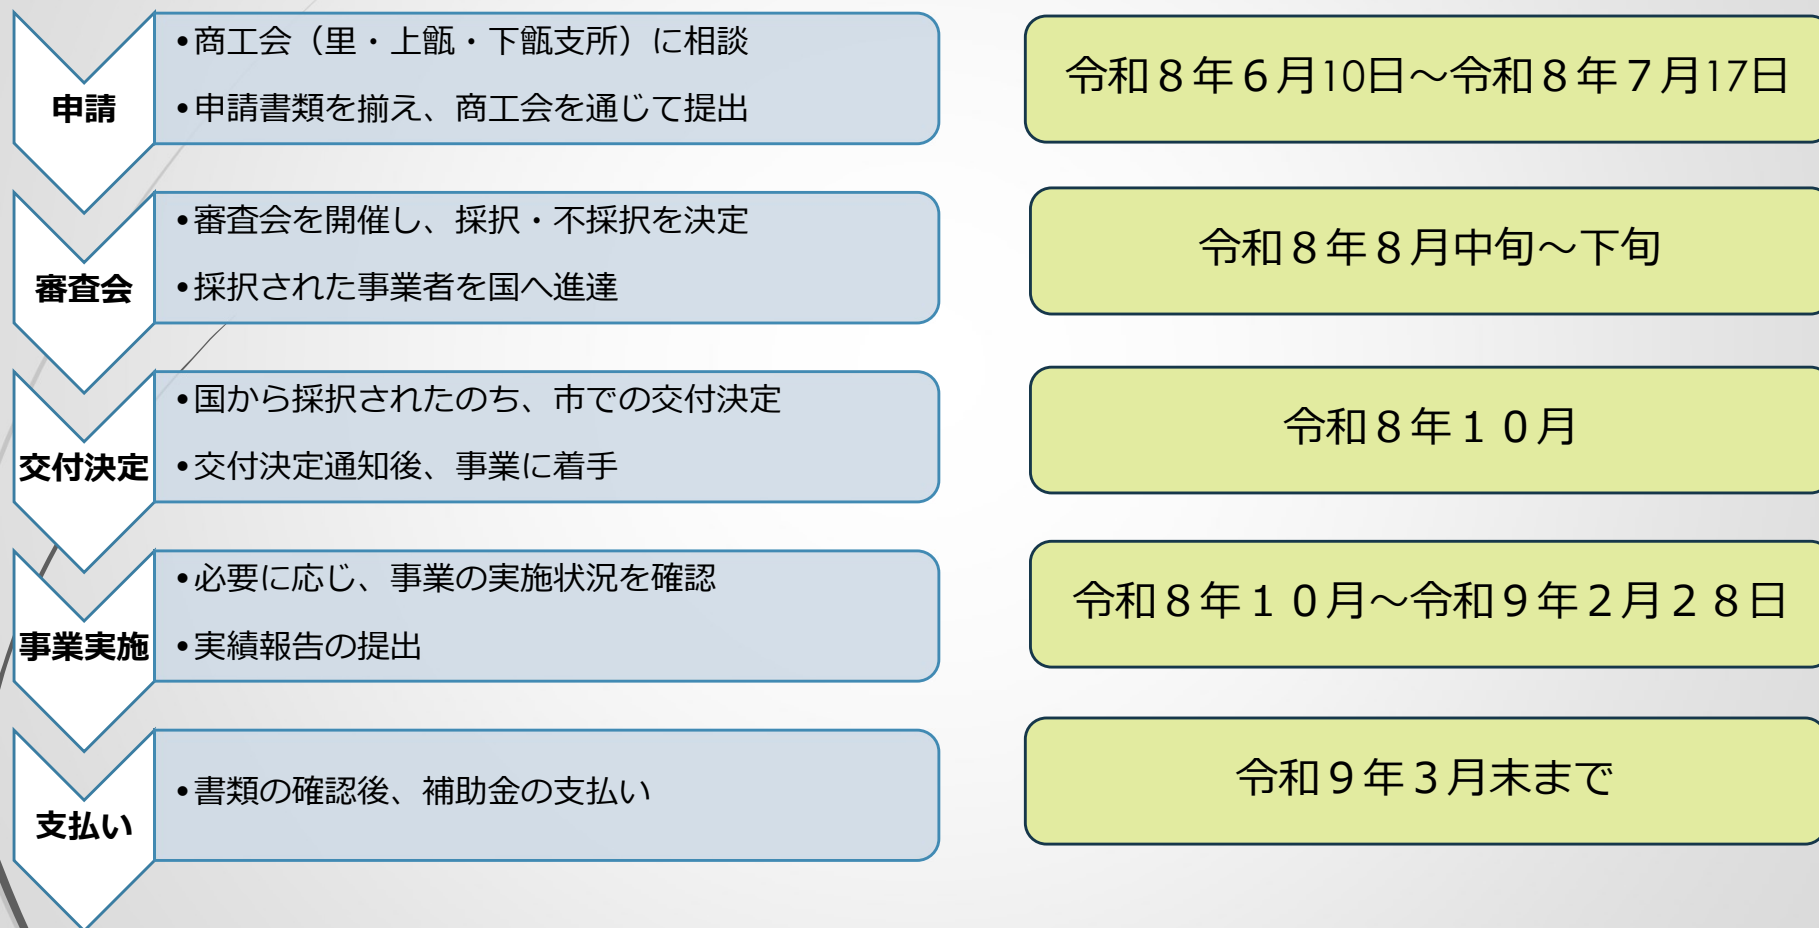 申請
•商工会（里・上甑・下甑支所）に相談
•申請書類を揃え、商工会を通じて提出
令和８年６月10日～令和８年７月17日
審査会
•審査会を開催し、採択・不採択を決定
•採択された事業者を国へ進達
令和８年８月中旬～下旬
交付決定
•国から採択されたのち、市での交付決定
•交付決定通知後、事業に着手
令和８年１０月
事業実施
•必要に応じ、事業の実施状況を確認
•実績報告の提出
令和８年１０月～令和９年２月２８日
支払い
•書類の確認後、補助金の支払い
令和９年３月末まで